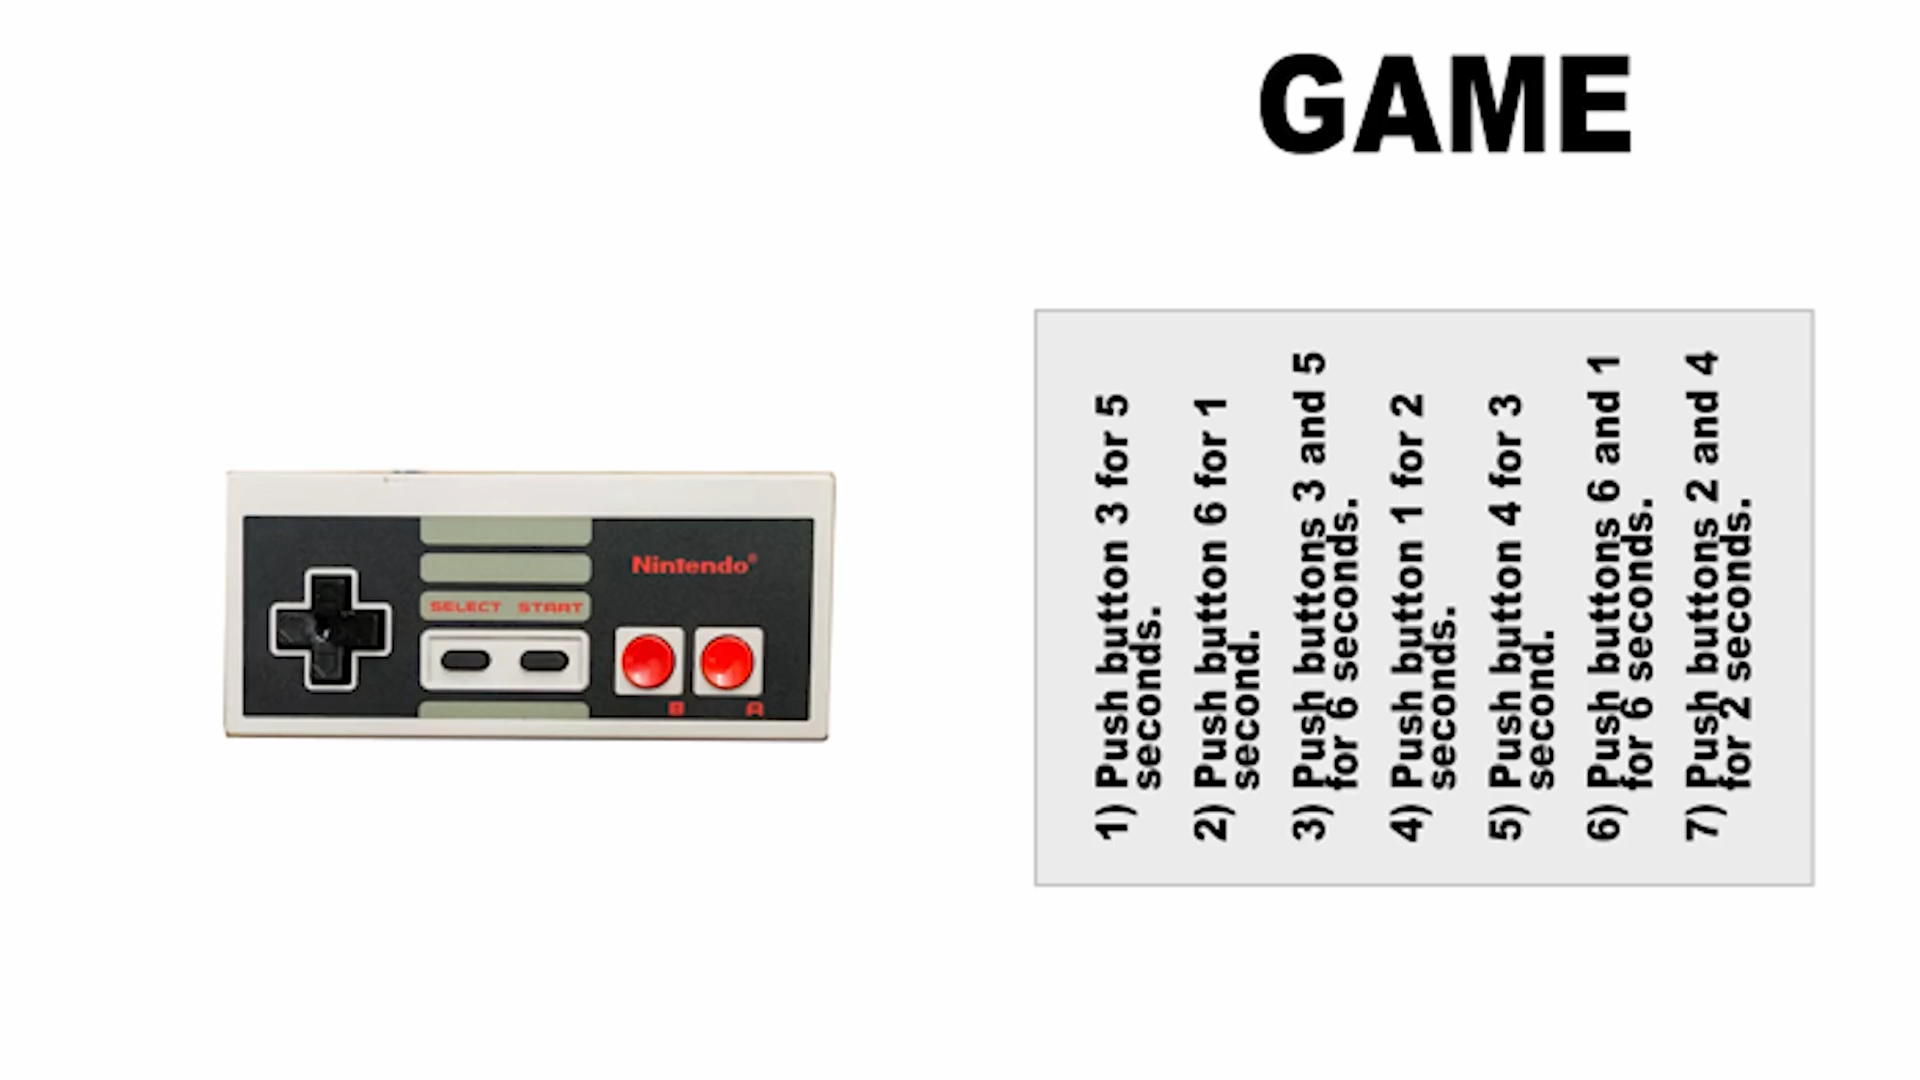 GAME
Nintendo®
SELECT START
B A
1) Push button 3 for 5
seconds.
2) Push button 6 for 1
second.
3) Push buttons 3 and 5
for 6 seconds.
4) Push button 1 for 2
seconds.
5) Push button 4 for 3
second.
6) Push buttons 6 and 1
for 6 seconds.
7) Push buttons 2 and 4
for 2 seconds.